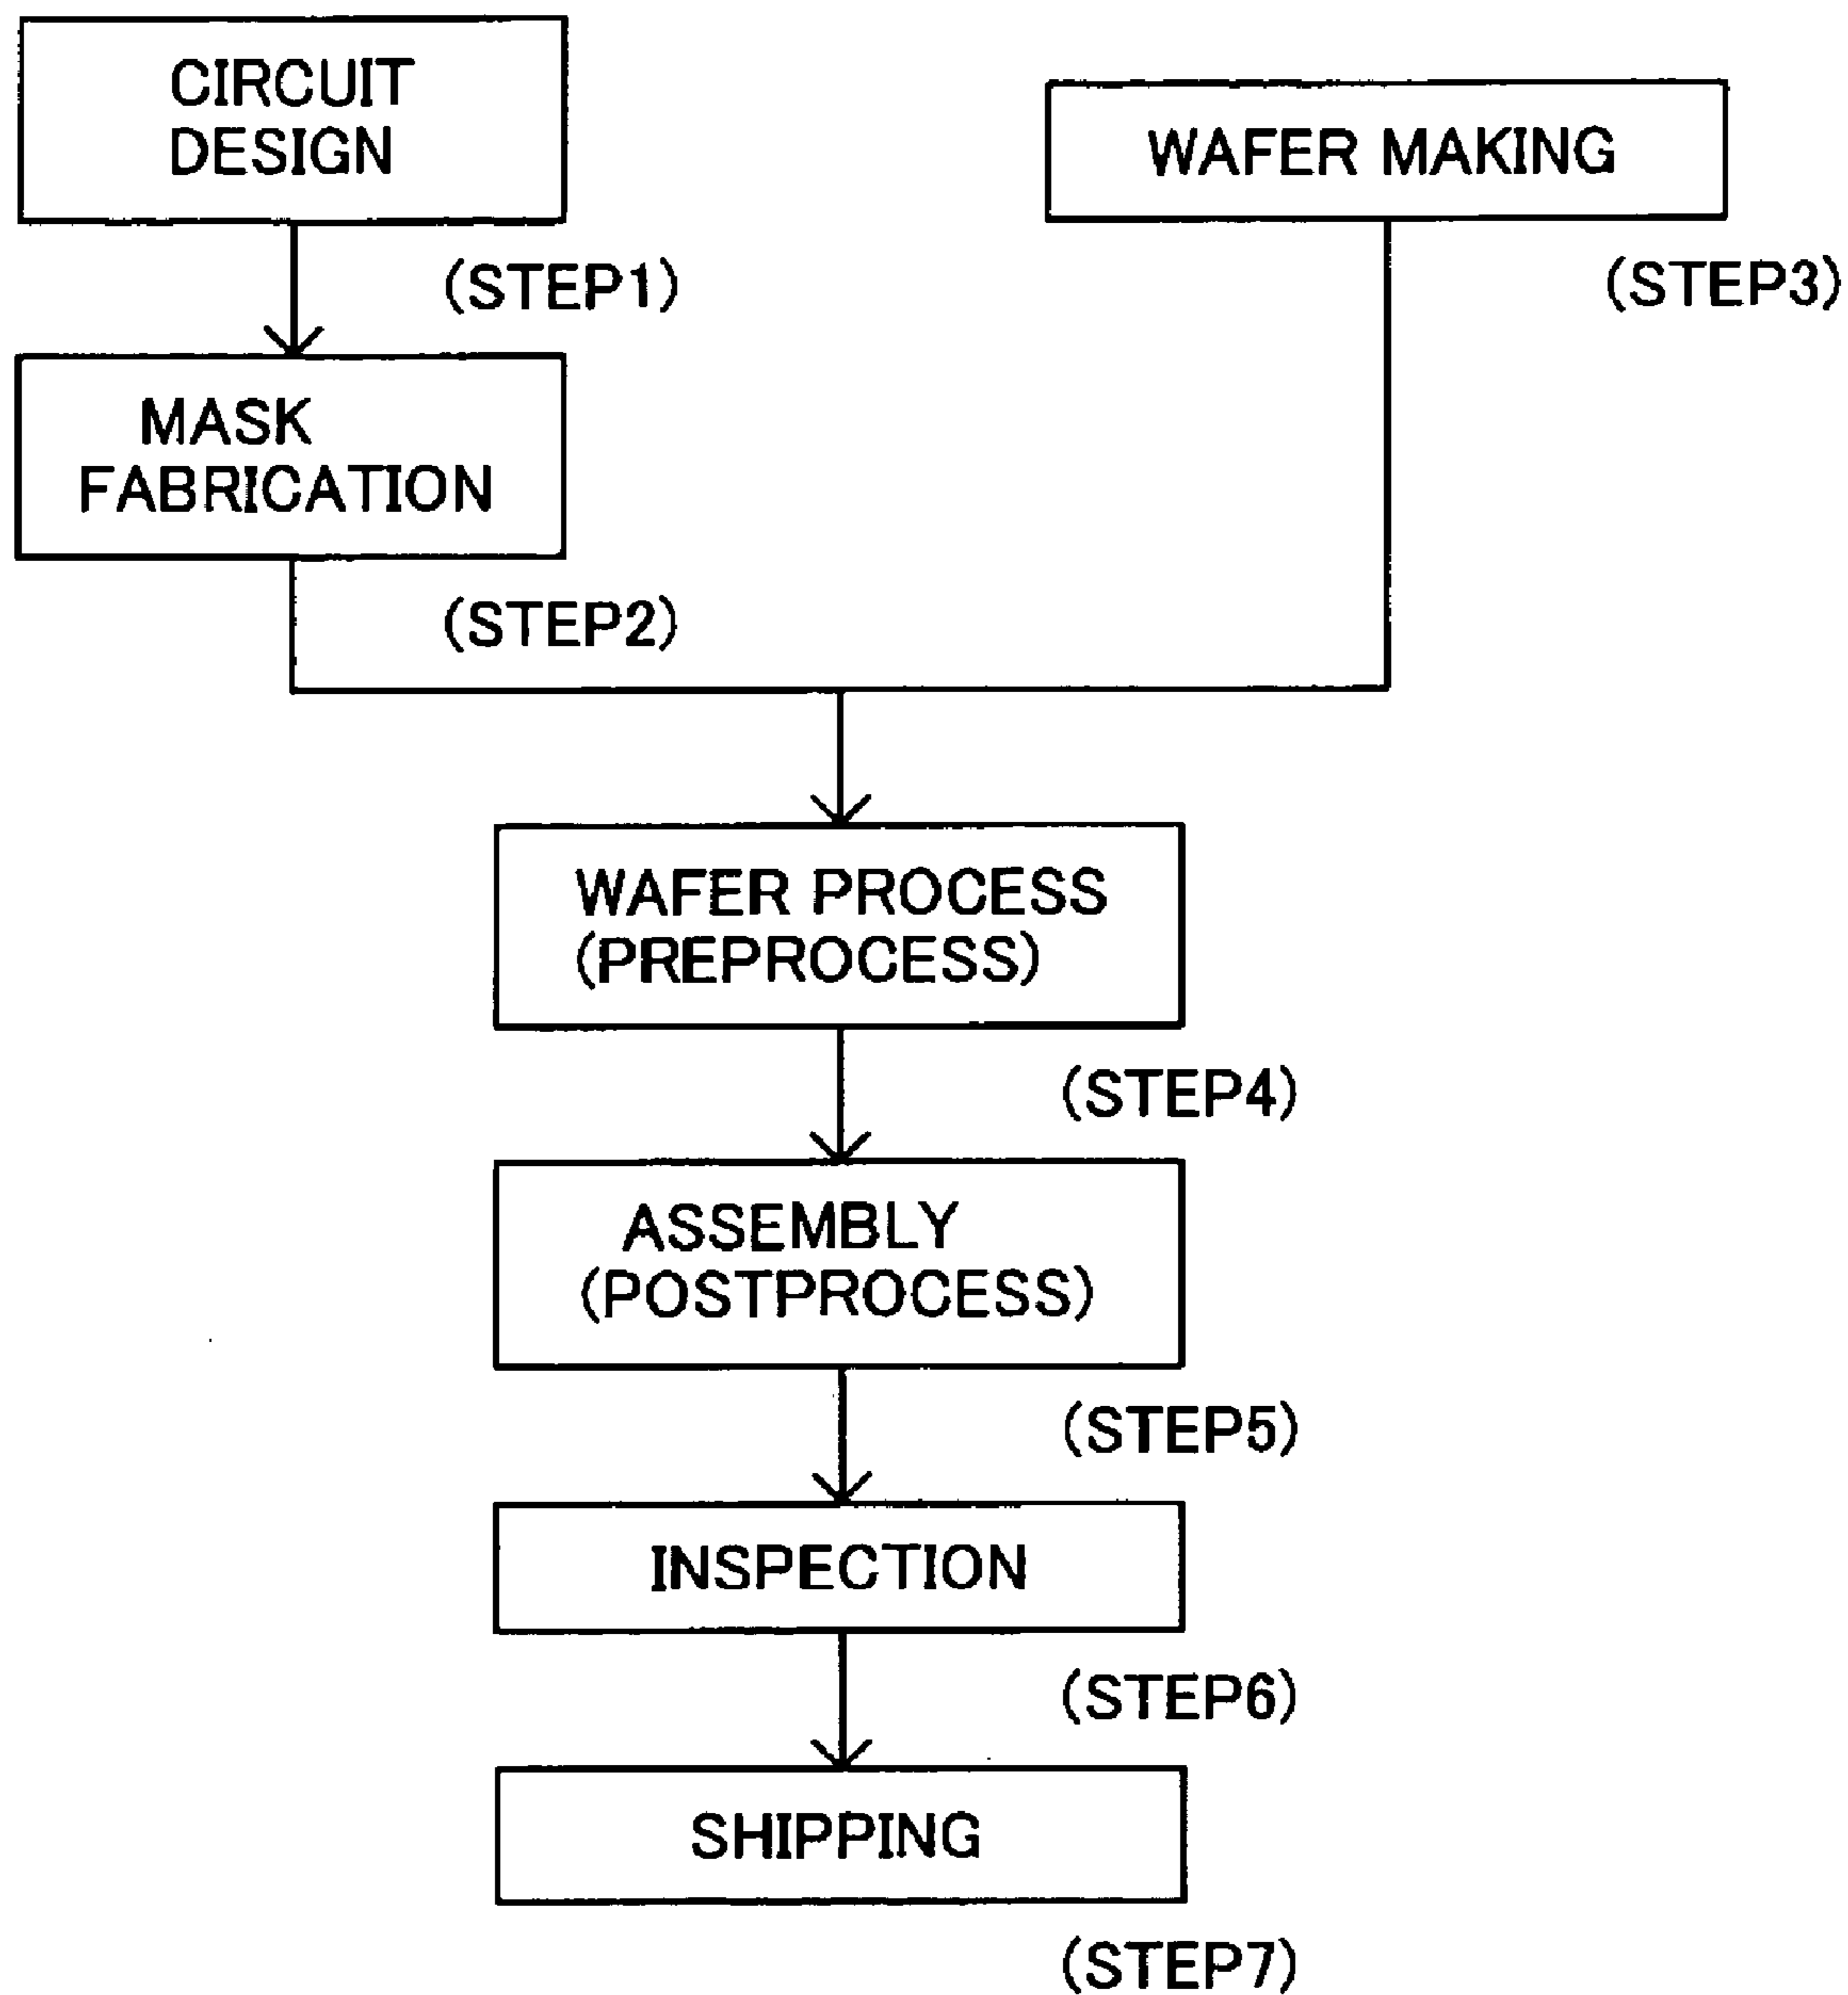 CIRCUIT
DESIGN
(STEP1)
MASK
FABRICATION
(STEP2)
WAFER MAKING
(STEP3)
WAFER PROCESS
(PREPROCESS)
(STEP4)
ASSEMBLY
(POSTPROCESS)
(STEP5)
INSPECTION
(STEP6)
SHIPPING
(STEP7)